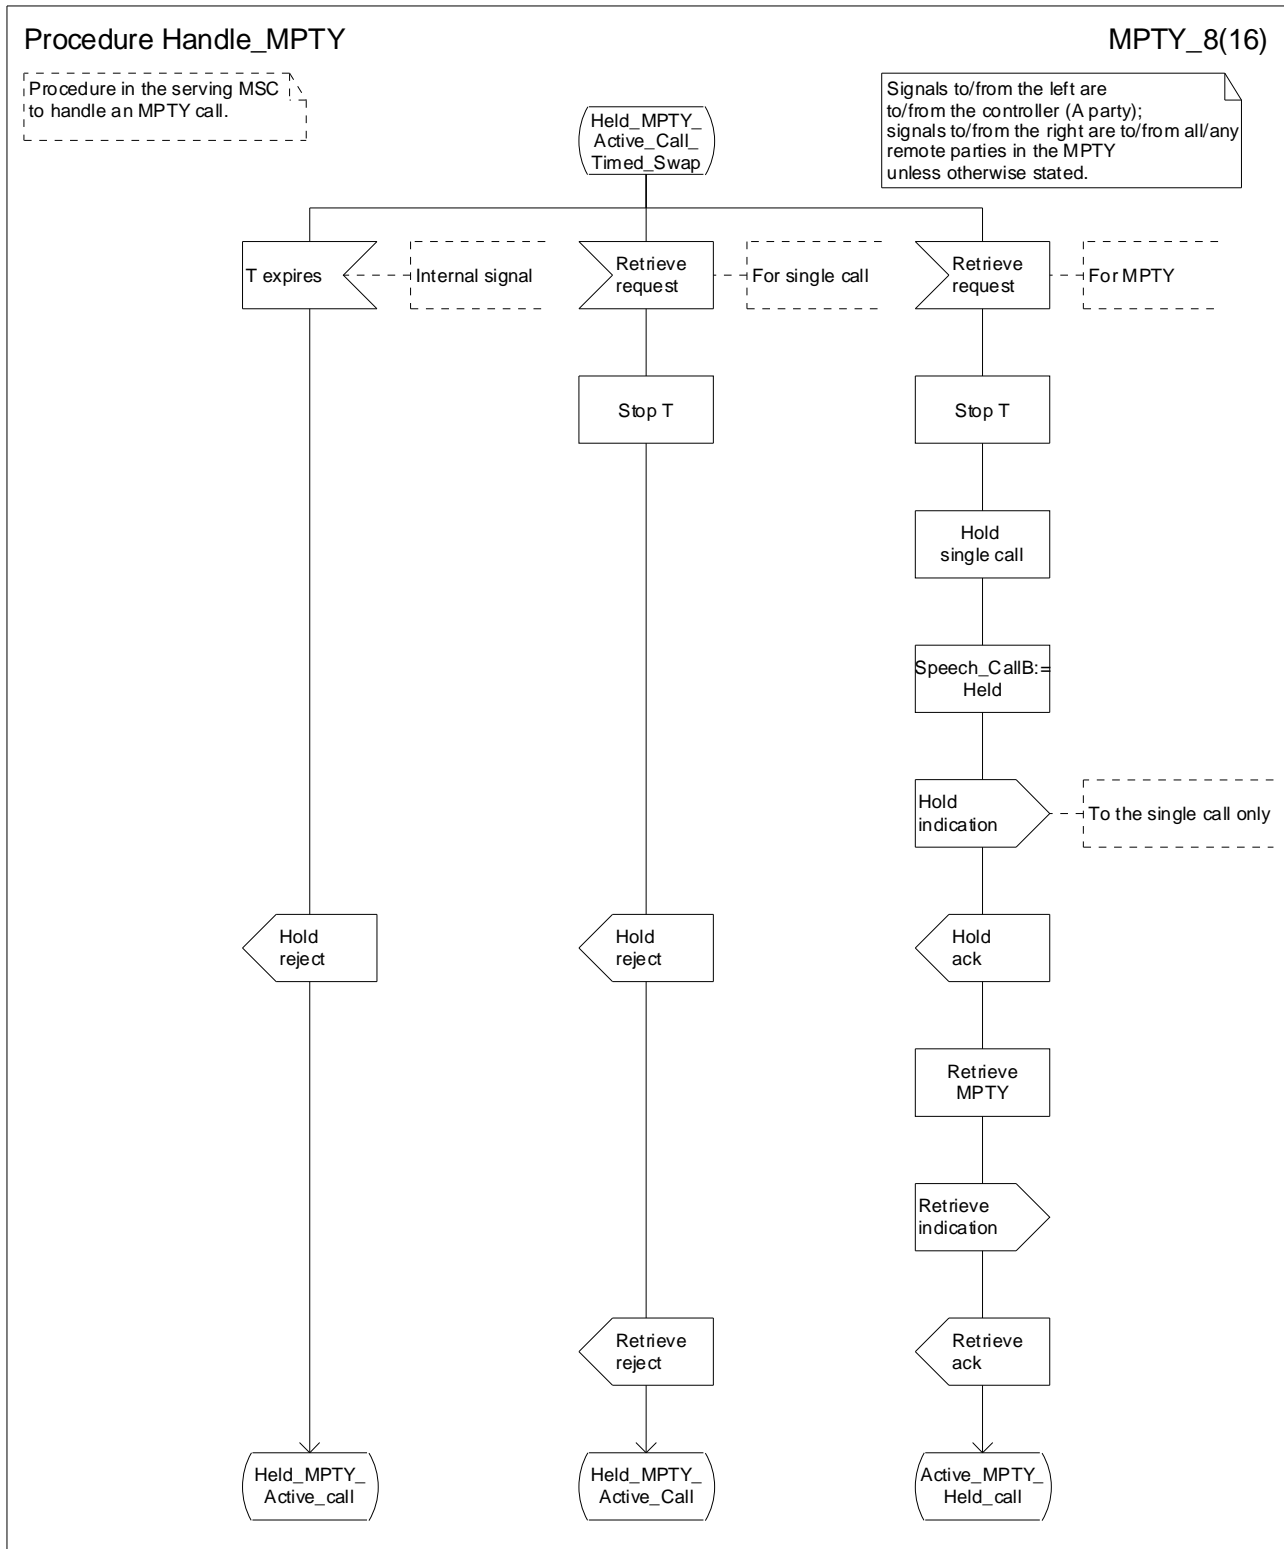 Procedure Handle_MPTY
MPTY_8(16)
Procedure in the serving MSC
to handle an MPTY call.
Signals to/from the left are
to/from the controller (A party);
signals to/from the right are to/from all/any
remote parties in the MPTY
unless otherwise stated.
Held_MPTY_
Active_Call_
Timed_Swap
T expires
Internal signal
Retrieve
request
For single call
Retrieve
request
For MPTY
Stop T
Stop T
Hold
single call
Speech_CallB:=
Held
Hold
indication
To the single call only
Hold
reject
Hold
reject
Hold
ack
Retrieve
MPTY
Retrieve
indication
Retrieve
reject
Retrieve
ack
Held_MPTY_
Active_call
Held_MPTY_
Active_Call
Active_MPTY_
Held_call